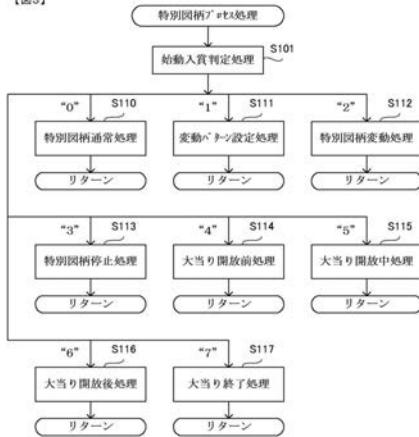 【図5】
特別図柄ﾌﾟﾛｾｽ処理
S101
始動入賞判定処理
“0” S110 “1” S111 “2” S112
特別図柄通常処理 変動ﾊﾟﾀｰﾝ設定処理 特別図柄変動処理
リターン リターン リターン
“3” S113 “4” S114 “5” S115
特別図柄停止処理 大当り開放前処理 大当り開放中処理
リターン リターン リターン
“6” S116 “7” S117
大当り開放後処理 大当り終了処理
リターン リターン